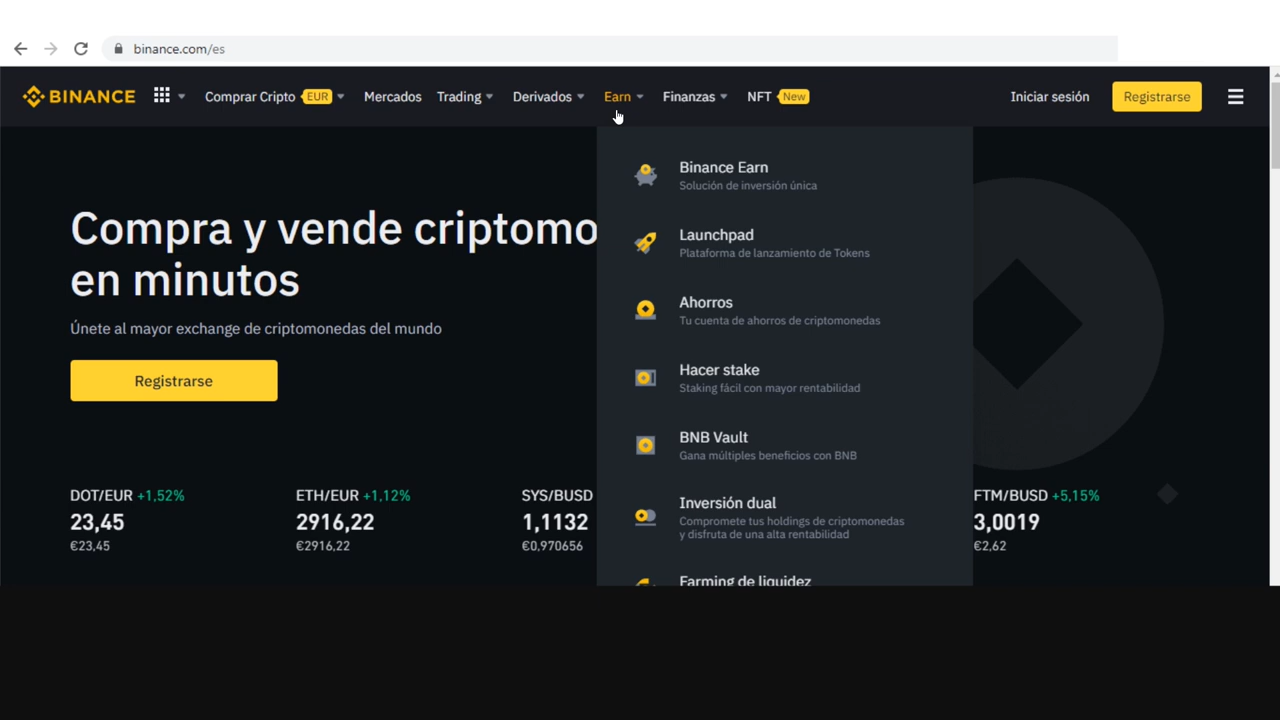 binance.com/es
BINANCE
Comprar Cripto EUR
Mercados
Trading
Derivados
Earn
Finanzas
NFT New
Iniciar sesión
Registrarse
Compra y vende criptomo
en minutos
Únete al mayor exchange de criptomonedas del mundo
Registrarse
Binance Earn
Solución de inversión única
Launchpad
Plataforma de lanzamiento de Tokens
Ahorros
Tu cuenta de ahorros de criptomonedas
Hacer stake
Staking fácil con mayor rentabilidad
BNB Vault
Gana múltiples beneficios con BNB
Inversión dual
Compromete tus holdings de criptomonedas
y disfruta de una alta rentabilidad
Farming de liquidez
DOT/EUR +1,52%
23,45
€23,45
ETH/EUR +1,12%
2916,22
€2916,22
SYS/BUSD
1,1132
€0,970656
FTM/BUSD +5,15%
3,0019
€2,62